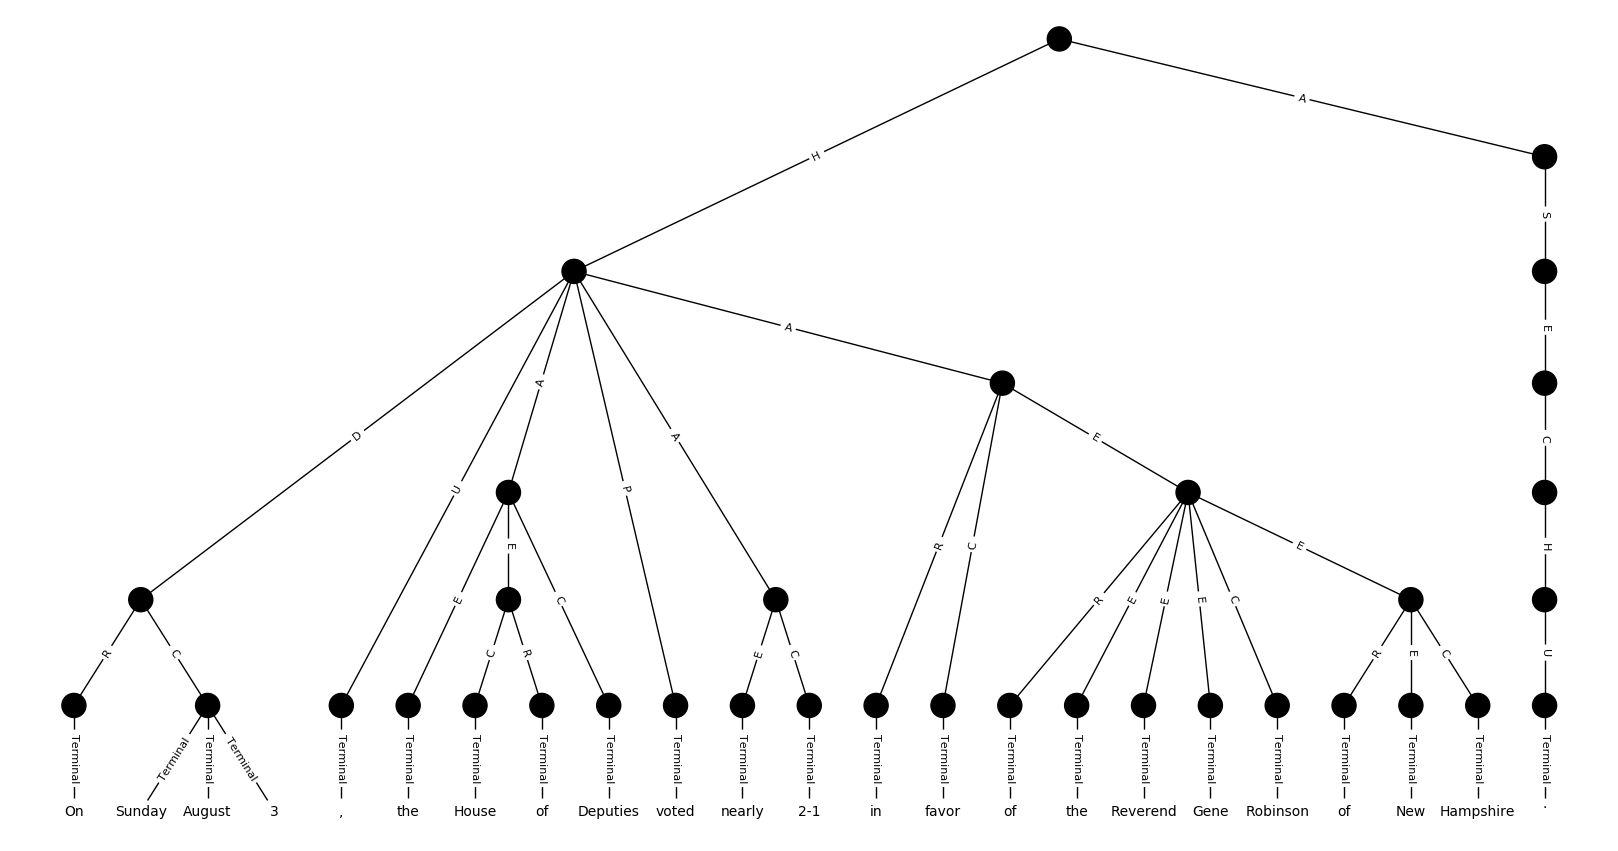 A
H
S
E
A
A
D
E
C
A
U
P
E
R
C
E
H
E
C
R
E
E
E
C
R
C
C
R
E
C
R
E
C
U
Terminal Terminal Terminal Terminal Terminal Terminal Terminal Terminal Terminal Terminal Terminal Terminal Terminal Terminal Terminal Terminal Terminal Terminal Terminal Terminal Terminal Terminal Terminal
On Sunday August 3 , the House of Deputies voted nearly 2-1 in favor of the Reverend Gene Robinson of New Hampshire .